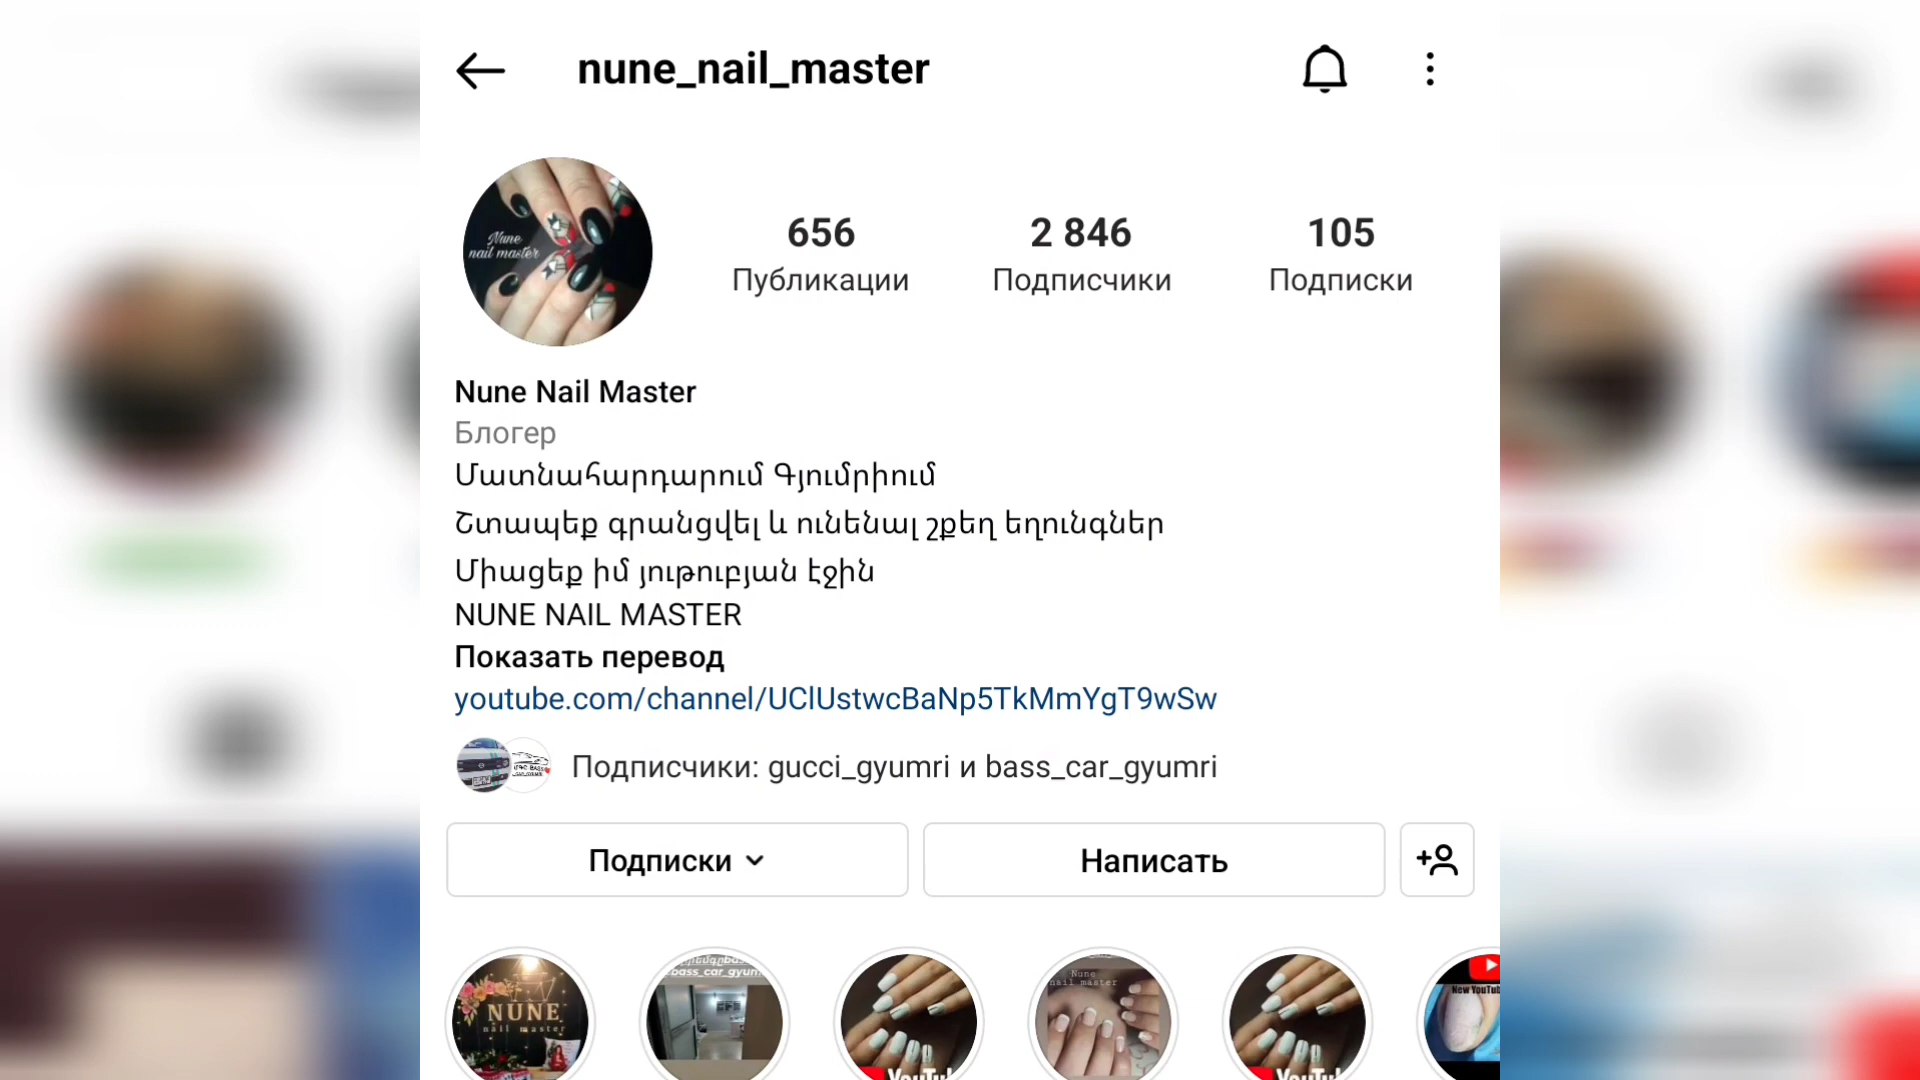 nune_nail_master
Nune
nail master
656
Публикации
2 846
Подписчики
105
Подписки
Nune Nail Master
Блогер
Մատնահարդարում Գյումրիում
Շտապեք գրանցվել և ունենալ շքեղ եղունգներ
Միացեք իմ յութուբյան էջին
NUNE NAIL MASTER
Показать перевод
youtube.com/channel/UClUstwcBaNp5TkMmYgT9wSw
Подписчики: gucci_gyumri и bass_car_gyumri
Подписки
Написать
NUNE
nail master
bass_car_gyum
YouTu
Nune
nail master
YouTu
New YouTub